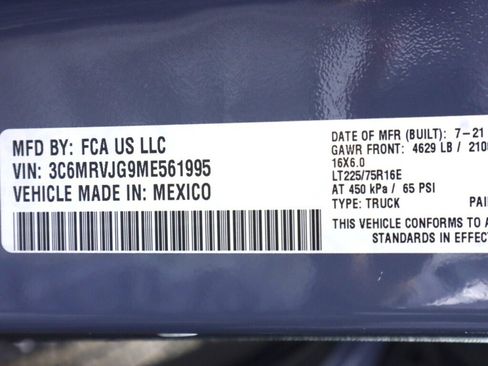 MFD BY: FCA US LLC
VIN: 3C6MRVJG9ME561995
VEHICLE MADE IN: MEXICO
DATE OF MFR (BUILT): 7-21
GAWR FRONT: 4629 LB / 210
16X6.0
LT225/75R16E
AT 450 kPa / 65 PSI
TYPE: TRUCK PAI
THIS VEHICLE CONFORMS TO A
STANDARDS IN EFFECT